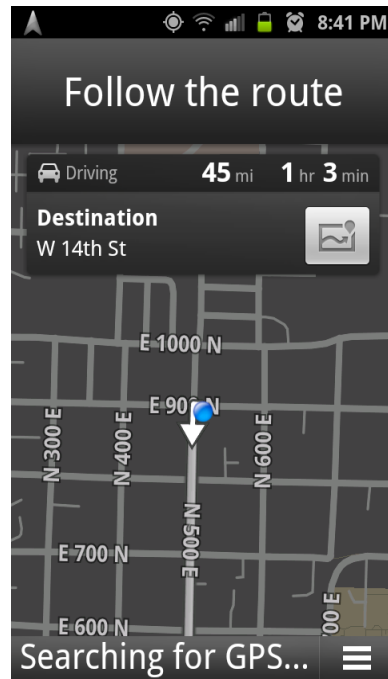 8:41 PM
Follow the route
Driving 45 mi 1 hr 3 min
Destination
W 14th St
E 1000 N
E 900 N
N 300 E
N 400 E
N 600 E
N 500 E
E 700 N
E 600 N
00 E
Searching for GPS...